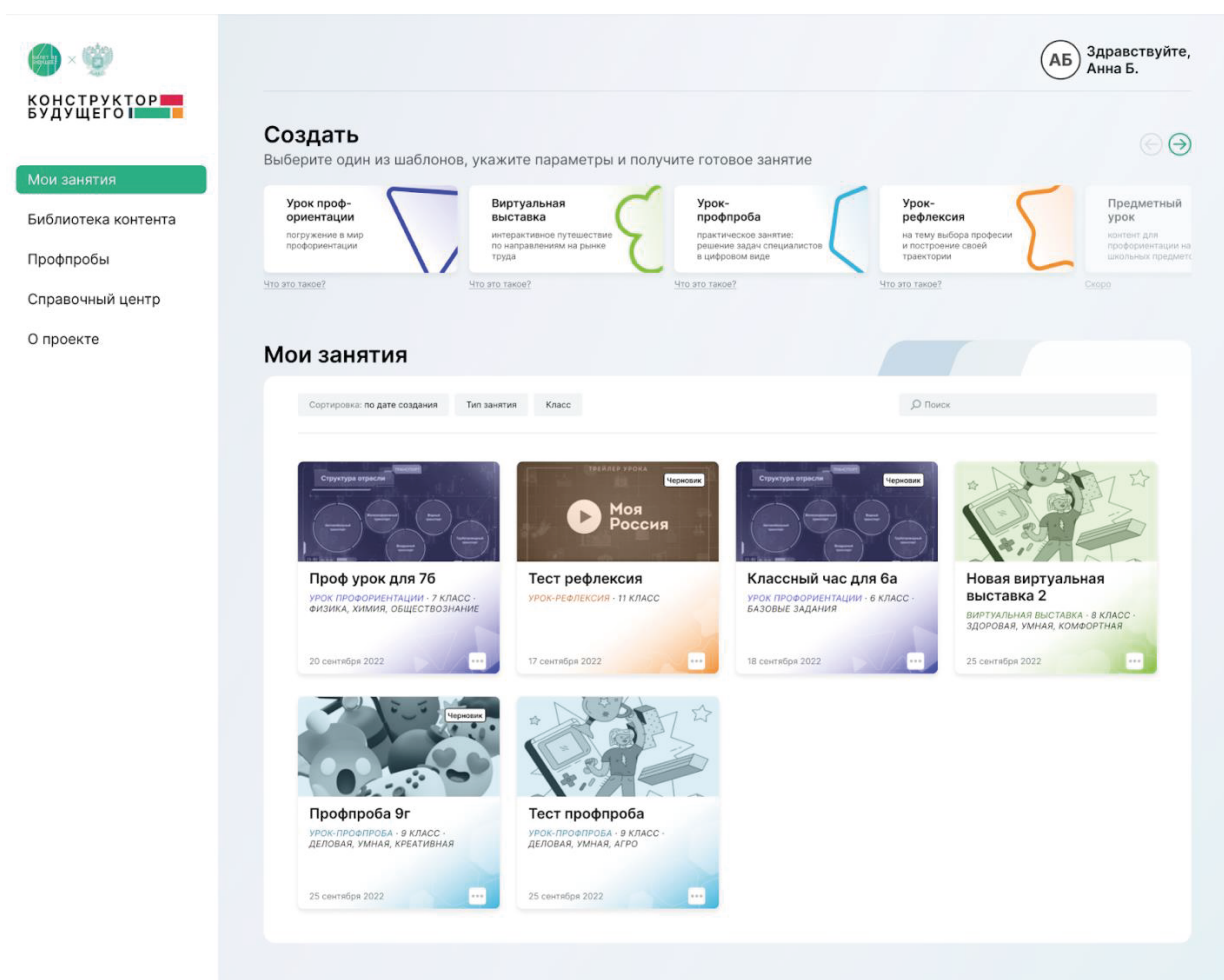 КОНСТРУКТОР
БУДУЩЕГО
Мои занятия
Библиотека контента
Профпробы
Справочный центр
О проекте
АБ
Здравствуйте,
Анна Б.
Создать
Выберите один из шаблонов, укажите параметры и получите готовое занятие
Урок проф-
ориентации
погружение в мир
профориентации
Что это такое?
Виртуальная
выставка
интерактивное путешествие
по направлениям на рынке
труда
Что это такое?
Урок-
профпроба
практическое занятие:
решение задач специалистов
в цифровом виде
Что это такое?
Урок-
рефлексия
на тему выбора професии
и построение своей
траектории
Что это такое?
Предметный
урок
контент для
профориентации на
школьных предмето
Скоро
Мои занятия
Сортировка: по дате создания
Тип занятия
Класс
Поиск
Структура отрасли
ТРАНСПОРТ
Проф урок для 7б
УРОК ПРОФОРИЕНТАЦИИ · 7 КЛАСС ·
ФИЗИКА, ХИМИЯ, ОБЩЕСТВОЗНАНИЕ
20 сентября 2022
ТРЕЙЛЕР УРОКА
Черновик
Моя
Россия
Тест рефлексия
УРОК-РЕФЛЕКСИЯ · 11 КЛАСС
17 сентября 2022
Структура отрасли
ТРАНСПОРТ
Черновик
Классный час для 6а
УРОК ПРОФОРИЕНТАЦИИ · 6 КЛАСС ·
БАЗОВЫЕ ЗАДАНИЯ
18 сентября 2022
Новая виртуальная
выставка 2
ВИРТУАЛЬНАЯ ВЫСТАВКА · 8 КЛАСС ·
ЗДОРОВАЯ, УМНАЯ, КОМФОРТНАЯ
25 сентября 2022
Черновик
Профпроба 9г
УРОК-ПРОФПРОБА · 9 КЛАСС ·
ДЕЛОВАЯ, УМНАЯ, КРЕАТИВНАЯ
25 сентября 2022
Тест профпроба
УРОК-ПРОФПРОБА · 9 КЛАСС ·
ДЕЛОВАЯ, УМНАЯ, АГРО
25 сентября 2022